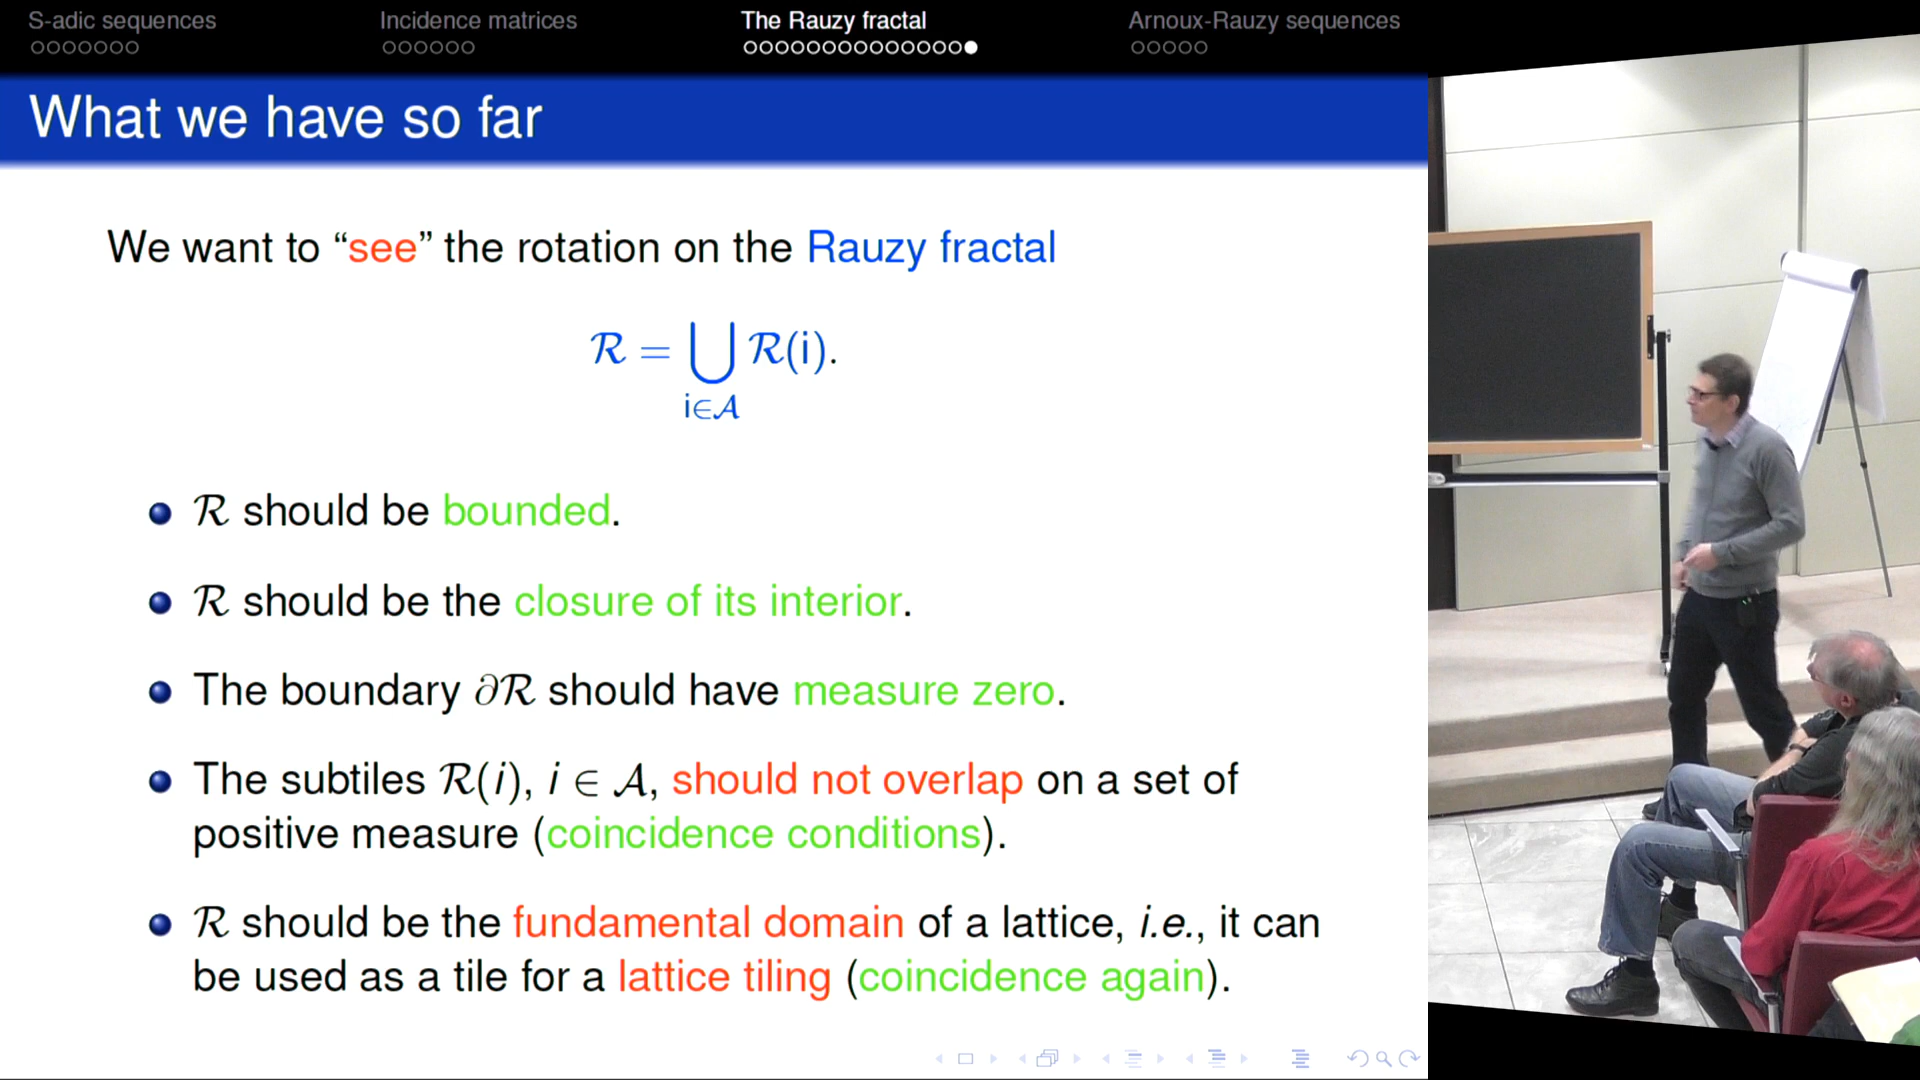 S-adic sequences Incidence matrices The Rauzy fractal Arnoux-Rauzy sequences
What we have so far
We want to “see” the rotation on the Rauzy fractal
ℛ = ⋃ ℛ(i).
i∈𝒜
ℛ should be bounded.
ℛ should be the closure of its interior.
The boundary ∂ℛ should have measure zero.
The subtiles ℛ(i), i ∈ 𝒜, should not overlap on a set of
positive measure (coincidence conditions).
ℛ should be the fundamental domain of a lattice, i.e., it can
be used as a tile for a lattice tiling (coincidence again).